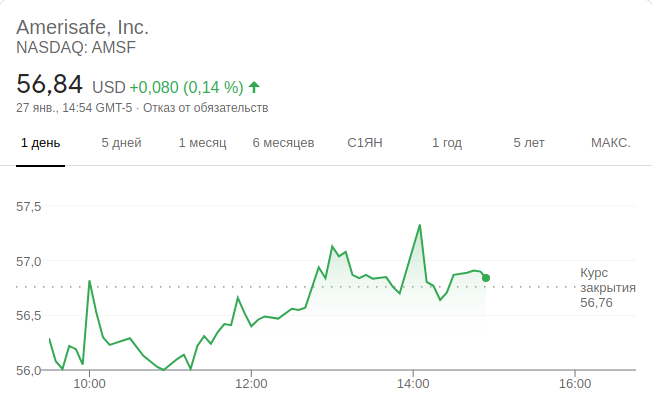 Amerisafe, Inc.
NASDAQ: AMSF
56,84 USD +0,080 (0,14 %)
27 янв., 14:54 GMT-5 · Отказ от обязательств
1 день 5 дней 1 месяц 6 месяцев С1ЯН 1 год 5 лет МАКС.
57,5
57,0
Курс
закрытия
56,76
56,5
56,0
10:00 12:00 14:00 16:00